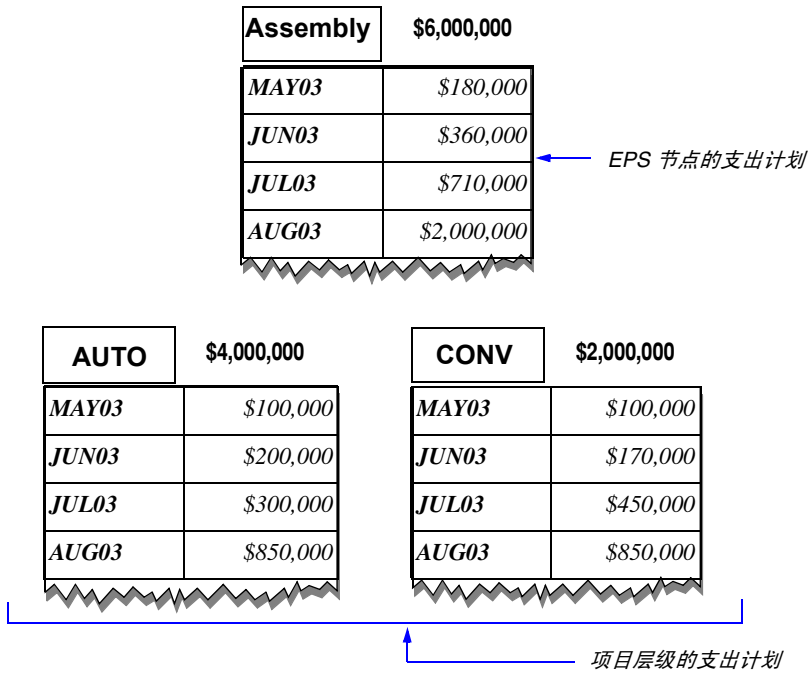 Assembly $6,000,000
MAY03 $180,000
JUN03 $360,000
EPS 节点的支出计划
JUL03 $710,000
AUG03 $2,000,000
AUTO $4,000,000
MAY03 $100,000
JUN03 $200,000
JUL03 $300,000
AUG03 $850,000
CONV $2,000,000
MAY03 $100,000
JUN03 $170,000
JUL03 $450,000
AUG03 $850,000
项目层级的支出计划